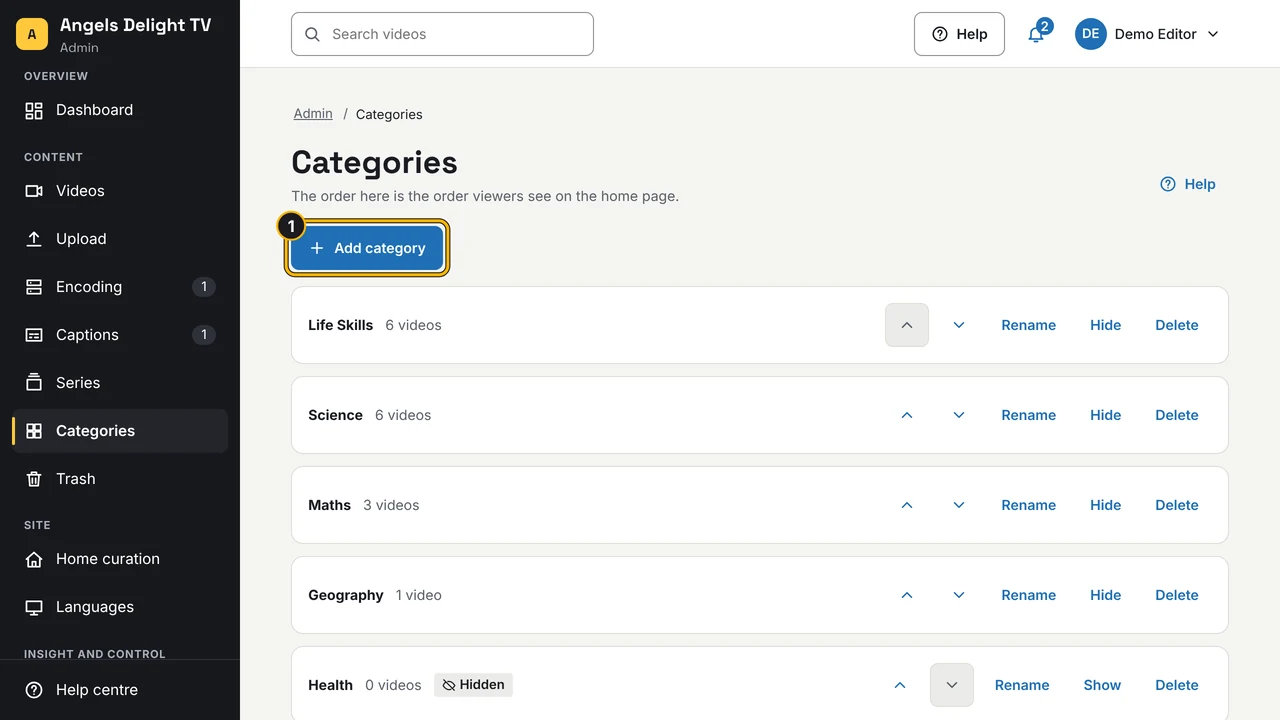 A
Angels Delight TV
Admin
OVERVIEW
Dashboard
CONTENT
Videos
Upload
Encoding 1
Captions 1
Series
Categories
Trash
SITE
Home curation
Languages
INSIGHT AND CONTROL
Help centre
Search videos
Help
2
DE Demo Editor
Admin / Categories
Categories
The order here is the order viewers see on the home page.
Help
1
+ Add category
Life Skills 6 videos Rename Hide Delete
Science 6 videos Rename Hide Delete
Maths 3 videos Rename Hide Delete
Geography 1 video Rename Hide Delete
Health 0 videos Hidden Rename Show Delete